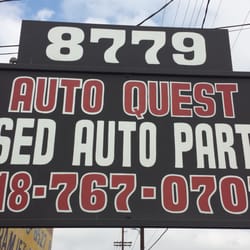 8779
AUTO QUEST
SED AUTO PART
18-767-070